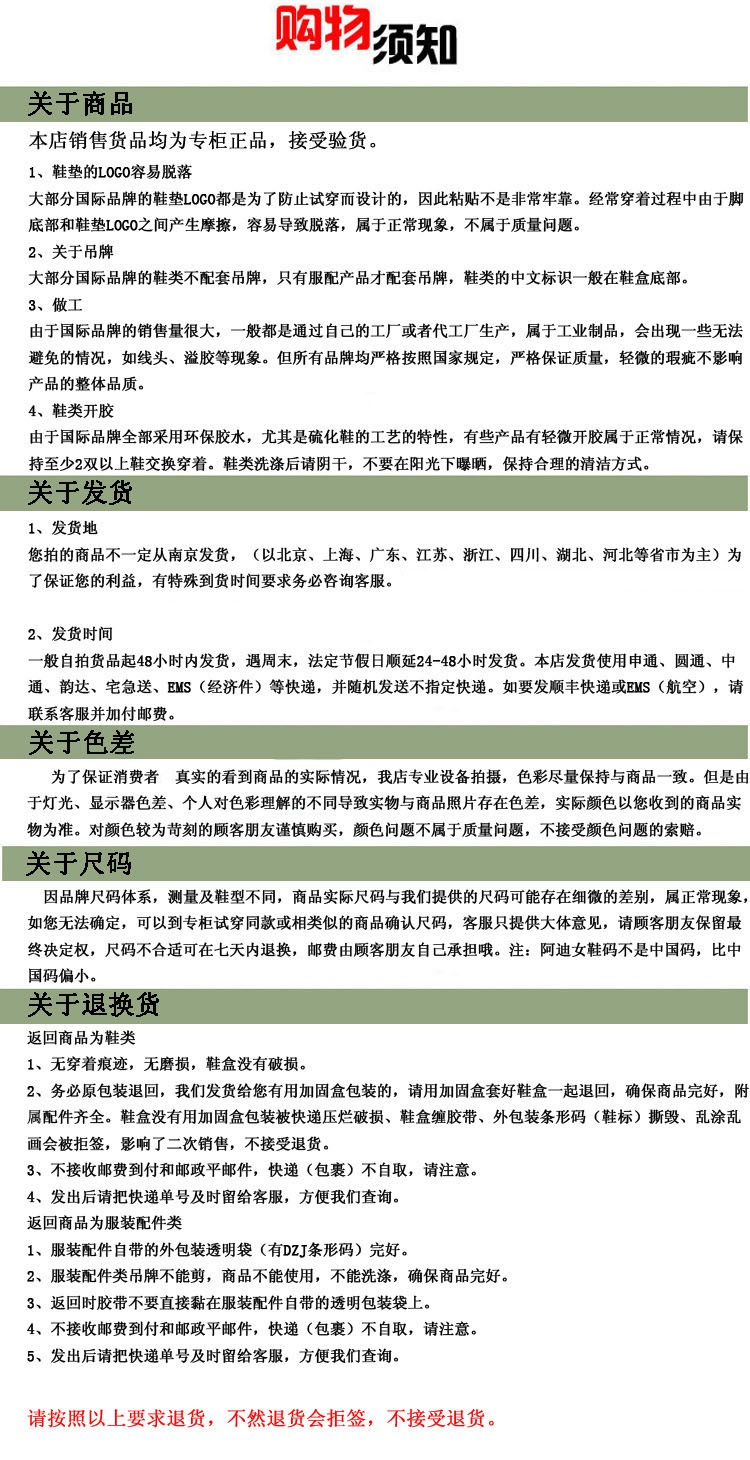 购物须知
关于商品
本店销售货品均为专柜正品，接受验货。
1、鞋垫的LOGO容易脱落
大部分国际品牌的鞋垫LOGO都是为了防止试穿而设计的，因此粘贴不是非常牢靠。经常穿着过程中由于脚
底部和鞋垫LOGO之间产生摩擦，容易导致脱落，属于正常现象，不属于质量问题。
2、关于吊牌
大部分国际品牌的鞋类不配套吊牌，只有服配产品才配套吊牌，鞋类的中文标识一般在鞋盒底部。
3、做工
由于国际品牌的销售量很大，一般都是通过自己的工厂或者代工厂生产，属于工业制品，会出现一些无法
避免的情况，如线头、溢胶等现象。但所有品牌均严格按照国家规定，严格保证质量，轻微的瑕疵不影响
产品的整体品质。
4、鞋类开胶
由于国际品牌全部采用环保胶水，尤其是硫化鞋的工艺的特性，有些产品有轻微开胶属于正常情况，请保
持至少2双以上鞋交换穿着。鞋类洗涤后请阴干，不要在阳光下曝晒，保持合理的清洁方式。
关于发货
1、发货地
您拍的商品不一定从南京发货，（以北京、上海、广东、江苏、浙江、四川、湖北、河北等省市为主）为
了保证您的利益，有特殊到货时间要求务必咨询客服。
2、发货时间
一般自拍货品起48小时内发货，遇周末，法定节假日顺延24-48小时发货。本店发货使用申通、圆通、中
通、韵达、宅急送、EMS（经济件）等快递，并随机发送不指定快递。如要发顺丰快递或EMS（航空），请
联系客服并加付邮费。
关于色差
为了保证消费者 真实的看到商品的实际情况，我店专业设备拍摄，色彩尽量保持与商品一致。但是由
于灯光、显示器色差、个人对色彩理解的不同导致实物与商品照片存在色差，实际颜色以您收到的商品实
物为准。对颜色较为苛刻的顾客朋友谨慎购买，颜色问题不属于质量问题，不接受颜色问题的索赔。
关于尺码
因品牌尺码体系，测量及鞋型不同，商品实际尺码与我们提供的尺码可能存在细微的差别，属正常现象，
如您无法确定，可以到专柜试穿同款或相类似的商品确认尺码，客服只提供大体意见，请顾客朋友保留最
终决定权，尺码不合适可在七天内退换，邮费由顾客朋友自己承担哦。注：阿迪女鞋码不是中国码，比中
国码偏小。
关于退换货
返回商品为鞋类
1、无穿着痕迹，无磨损，鞋盒没有破损。
2、务必原包装退回，我们发货给您有用加固盒包装的，请用加固盒套好鞋盒一起退回，确保商品完好，附
属配件齐全。鞋盒没有用加固盒包装被快递压烂破损、鞋盒缠胶带、外包装条形码（鞋标）撕毁、乱涂乱
画会被拒签，影响了二次销售，不接受退货。
3、不接收邮费到付和邮政平邮件，快递（包裹）不自取，请注意。
4、发出后请把快递单号及时留给客服，方便我们查询。
返回商品为服装配件类
1、服装配件自带的外包装透明袋（有DZJ条形码）完好。
2、服装配件类吊牌不能剪，商品不能使用，不能洗涤，确保商品完好。
3、返回时胶带不要直接黏在服装配件自带的透明包装袋上。
4、不接收邮费到付和邮政平邮件，快递（包裹）不自取，请注意。
5、发出后请把快递单号及时留给客服，方便我们查询。
请按照以上要求退货，不然退货会拒签，不接受退货。